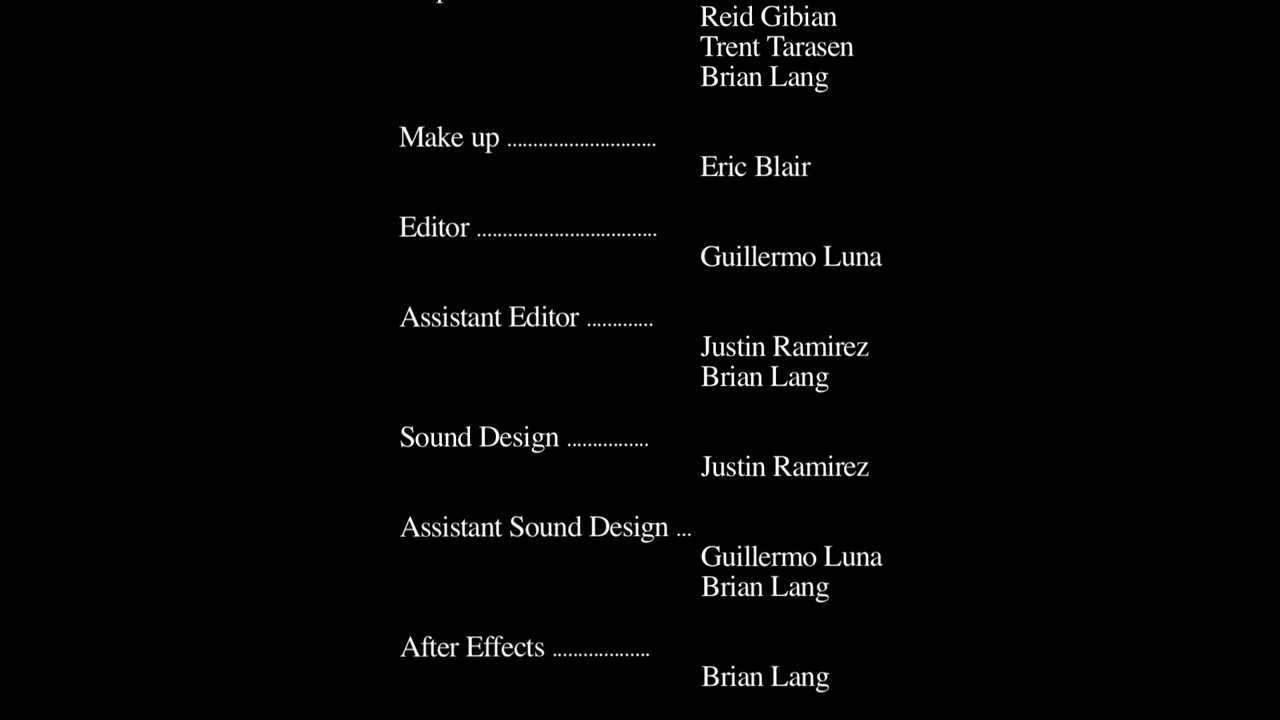 Reid Gibian
Trent Tarasen
Brian Lang
Make up .............................
Eric Blair
Editor ...................................
Guillermo Luna
Assistant Editor .............
Justin Ramirez
Brian Lang
Sound Design ................
Justin Ramirez
Assistant Sound Design ...
Guillermo Luna
Brian Lang
After Effects ...................
Brian Lang